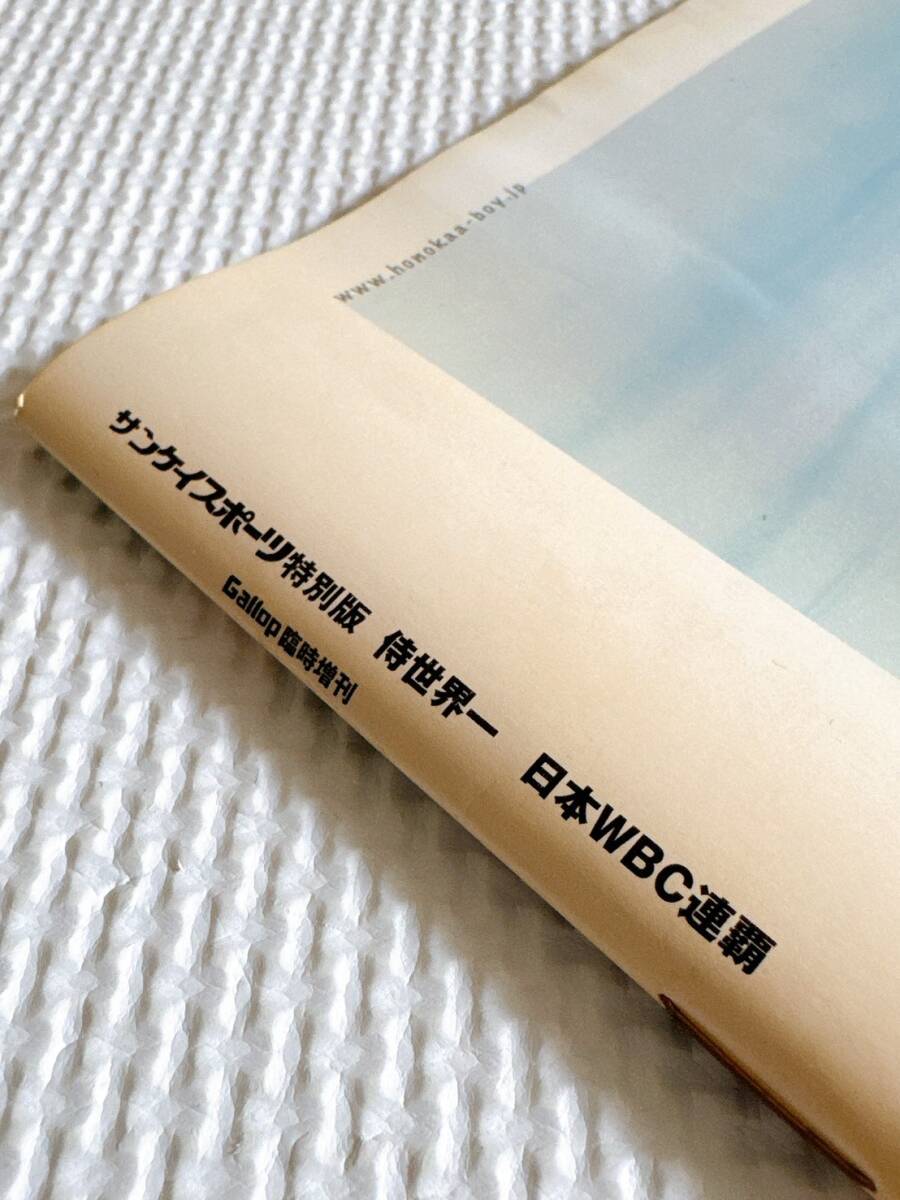 www.honokaa-boy.jp
サンケイスポーツ特別版 侍世界一 日本WBC連覇
Gallop臨時増刊